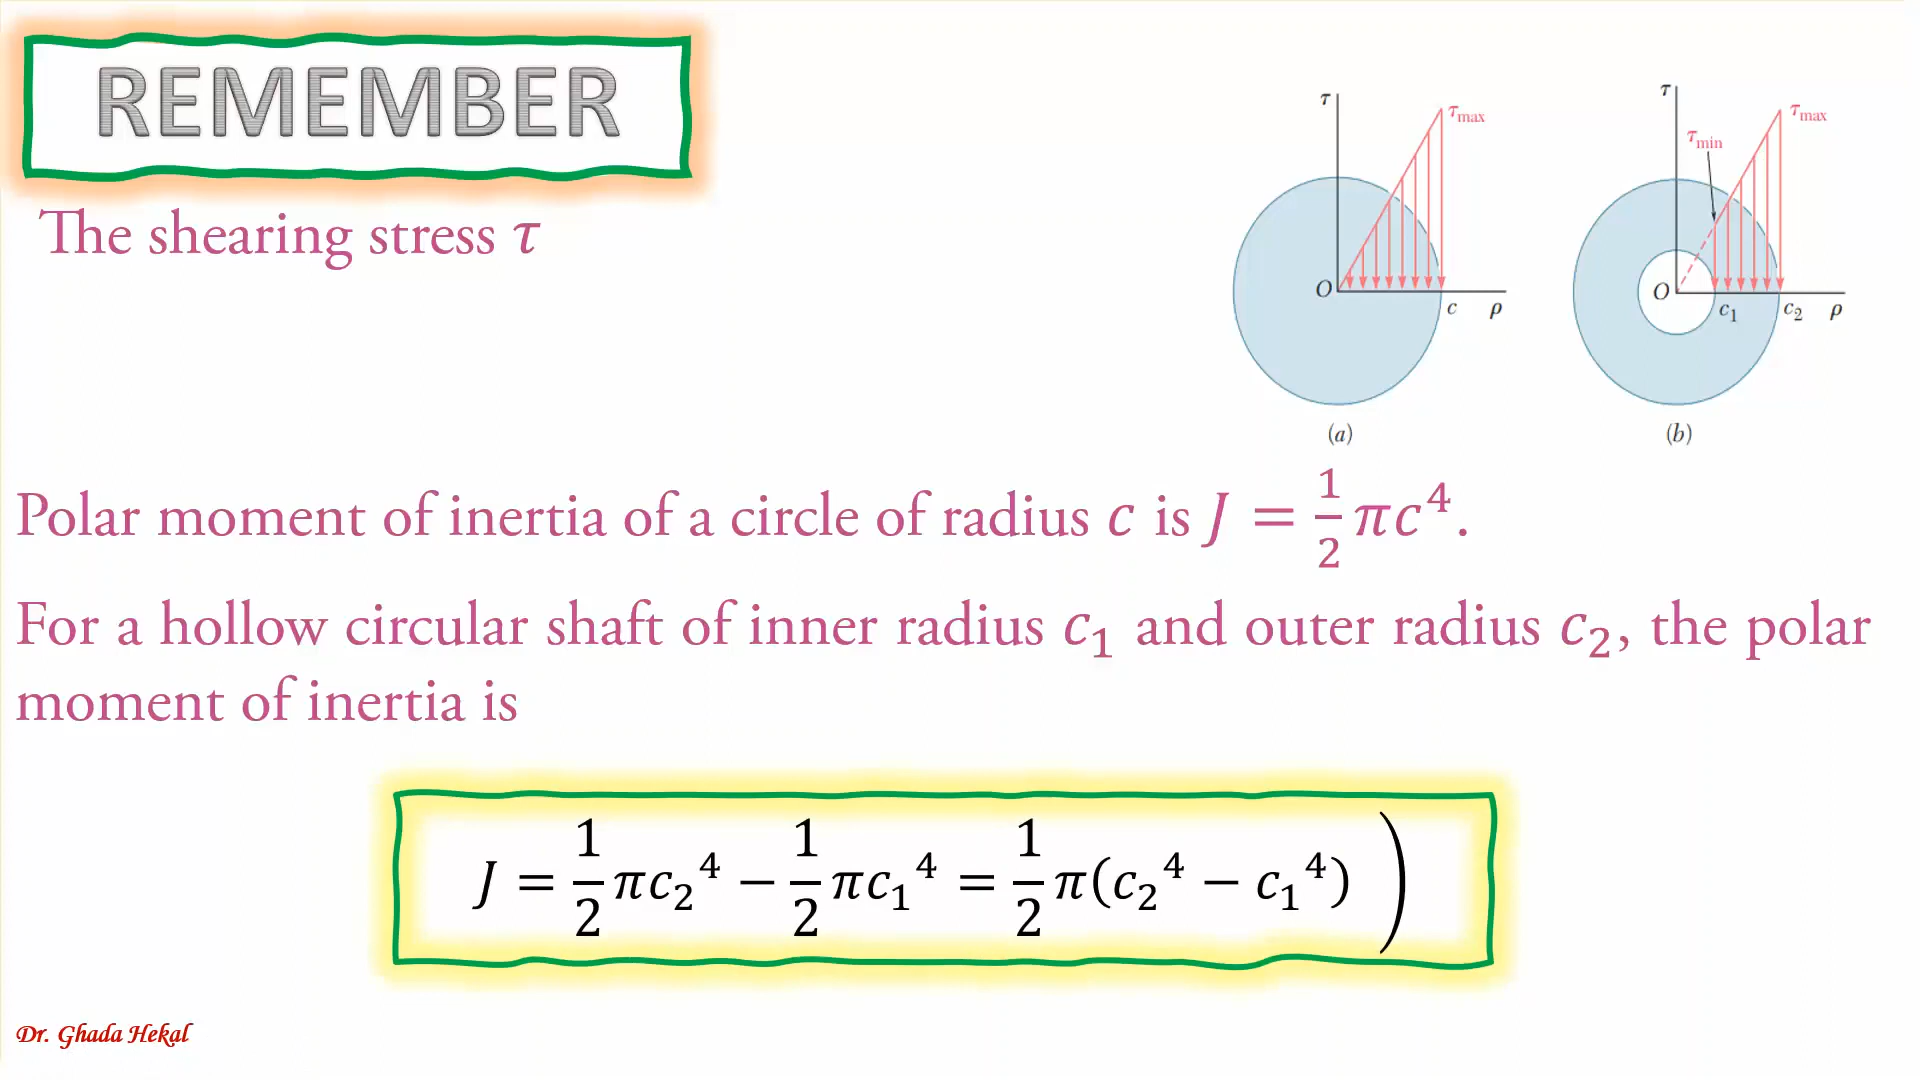 REMEMBER
The shearing stress τ
τ
τmax
O
c
ρ
(a)
τ
τmin
τmax
O
c₁
c₂
ρ
(b)
Polar moment of inertia of a circle of radius c is J = 1/2 πc⁴.
For a hollow circular shaft of inner radius c₁ and outer radius c₂, the polar
moment of inertia is
J = 1/2 πc₂⁴ − 1/2 πc₁⁴ = 1/2 π(c₂⁴ − c₁⁴) )
Dr. Ghada Hekal